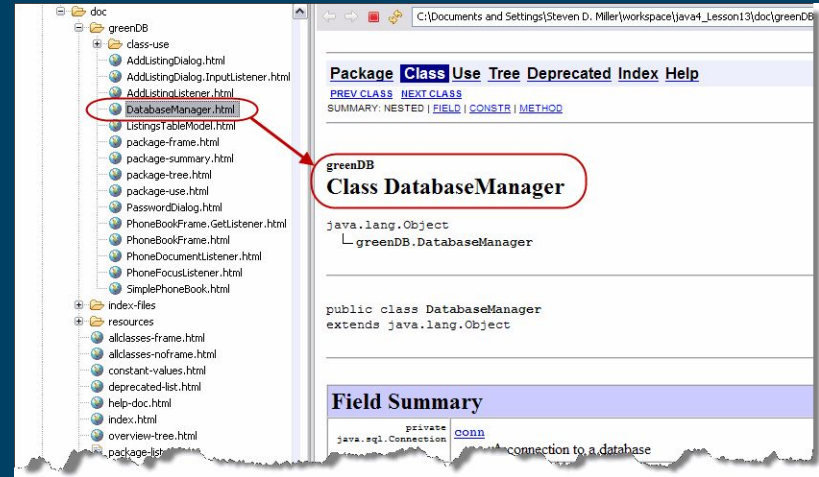 doc
greenDB
class-use
AddListingDialog.html
AddListingDialog.InputListener.html
AddListingListener.html
DatabaseManager.html
ListingsTableModel.html
package-frame.html
package-summary.html
package-tree.html
package-use.html
PasswordDialog.html
PhoneBookFrame.GetListener.html
PhoneBookFrame.html
PhoneDocumentListener.html
PhoneFocusListener.html
SimplePhoneBook.html
index-files
resources
allclasses-frame.html
allclasses-noframe.html
constant-values.html
deprecated-list.html
help-doc.html
index.html
overview-tree.html
package-list
C:\Documents and Settings\Steven D. Miller\workspace\java4_Lesson13\doc\greenDB
Package Class Use Tree Deprecated Index Help
PREV CLASS NEXT CLASS
SUMMARY: NESTED | FIELD | CONSTR | METHOD
greenDB
Class DatabaseManager
java.lang.Object
greenDB.DatabaseManager
public class DatabaseManager
extends java.lang.Object
Field Summary
private
java.sql.Connection conn
A connection to a database